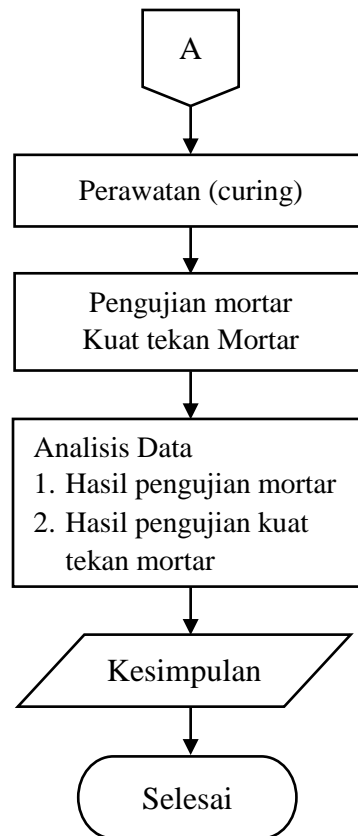 A
Perawatan (curing)
Pengujian mortar
Kuat tekan Mortar
Analisis Data
1. Hasil pengujian mortar
2. Hasil pengujian kuat
tekan mortar
Kesimpulan
Selesai